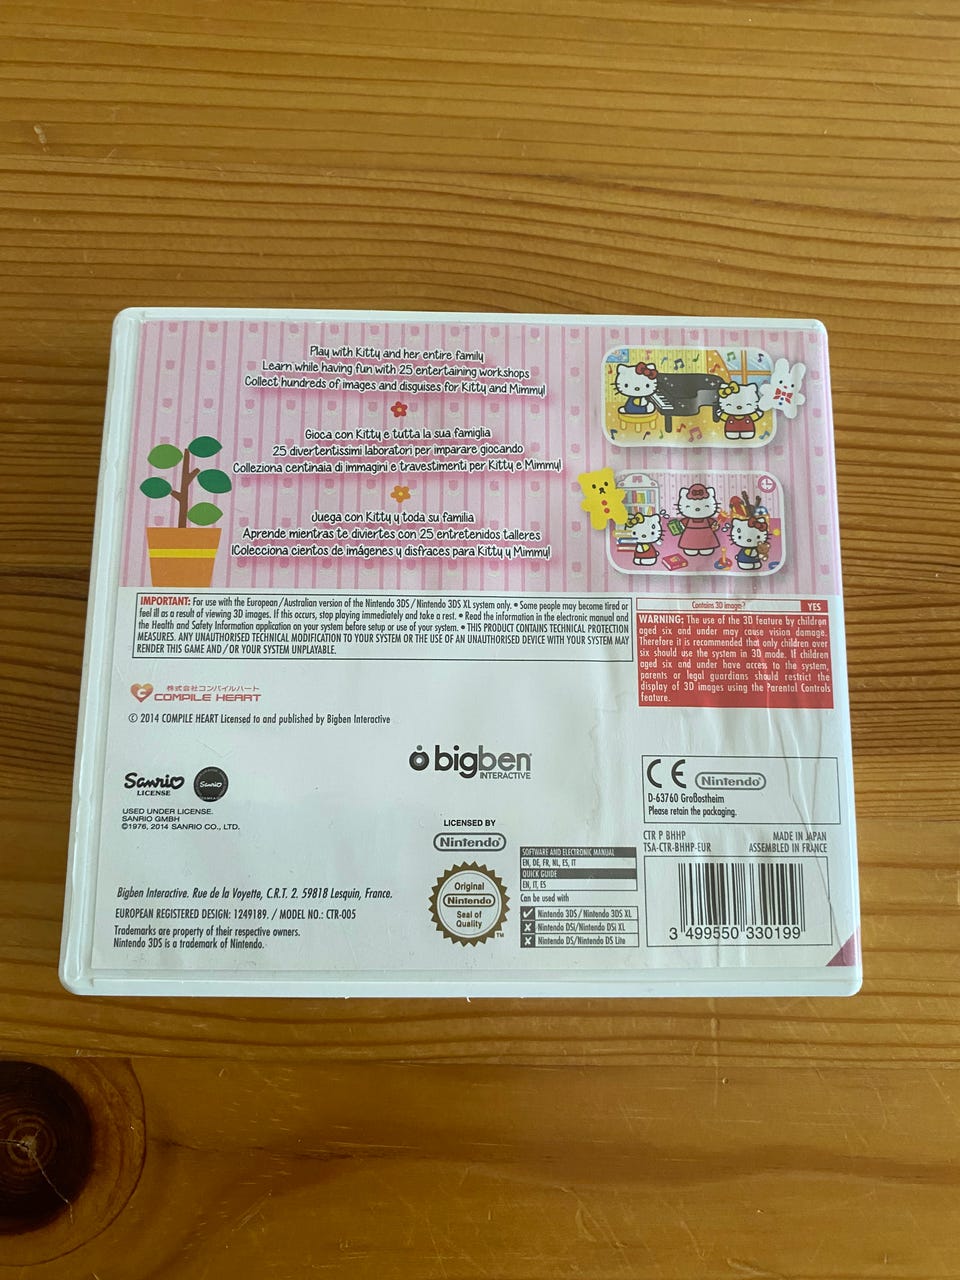 Play with Kitty and her entire family
Learn while having fun with 25 entertaining workshops
Collect hundreds of images and disguises for Kitty and Mimmy!
Gioca con Kitty e tutta la sua famiglia
25 divertentissimi laboratori per imparare giocando
Colleziona centinaia di immagini e travestimenti per Kitty e Mimmy!
Juega con Kitty y toda su familia
Aprende mientras te diviertes con 25 entretenidos talleres
¡Colecciona cientos de imágenes y disfraces para Kitty y Mimmy!
IMPORTANT: For use with the European/Australian version of the Nintendo 3DS/Nintendo 3DS XL system only. • Some people may become tired or
feel ill as a result of viewing 3D images. If this occurs, stop playing immediately and take a rest. • Read the information in the electronic manual and
the Health and Safety Information application on your system before setup or use of your system. • THIS PRODUCT CONTAINS TECHNICAL PROTECTION
MEASURES. ANY UNAUTHORISED TECHNICAL MODIFICATION TO YOUR SYSTEM OR THE USE OF AN UNAUTHORISED DEVICE WITH YOUR SYSTEM MAY
RENDER THIS GAME AND/OR YOUR SYSTEM UNPLAYABLE.
Contains 3D images? YES
WARNING: The use of the 3D feature by children
aged six and under may cause vision damage.
Therefore it is recommended that only children over
six should use the system in 3D mode. If children
aged six and under have access to the system,
parents or legal guardians should restrict the
display of 3D images using the Parental Controls
feature.
株式会社コンパイルハート
COMPILE HEART
© 2014 COMPILE HEART Licensed to and published by Bigben Interactive
bigben
INTERACTIVE
Sanrio
LICENSE
Sanrio
USED UNDER LICENSE.
SANRIO GMBH
©1976, 2014 SANRIO CO., LTD.
CE Nintendo
D-63760 Großostheim
Please retain the packaging.
LICENSED BY
Nintendo
CTR P BHHP MADE IN JAPAN
TSA-CTR-BHHP-EUR ASSEMBLED IN FRANCE
SOFTWARE AND ELECTRONIC MANUAL
EN, DE, FR, NL, ES, IT
QUICK GUIDE
EN, IT, ES
Can be used with
Nintendo 3DS/Nintendo 3DS XL
Nintendo DSi/Nintendo DSi XL
Nintendo DS/Nintendo DS Lite
Original
Nintendo
Seal of
Quality
TM
Bigben Interactive. Rue de la Voyette, C.R.T. 2. 59818 Lesquin, France.
EUROPEAN REGISTERED DESIGN: 1249189. / MODEL NO.: CTR-005
Trademarks are property of their respective owners.
Nintendo 3DS is a trademark of Nintendo.
3 499550 330199